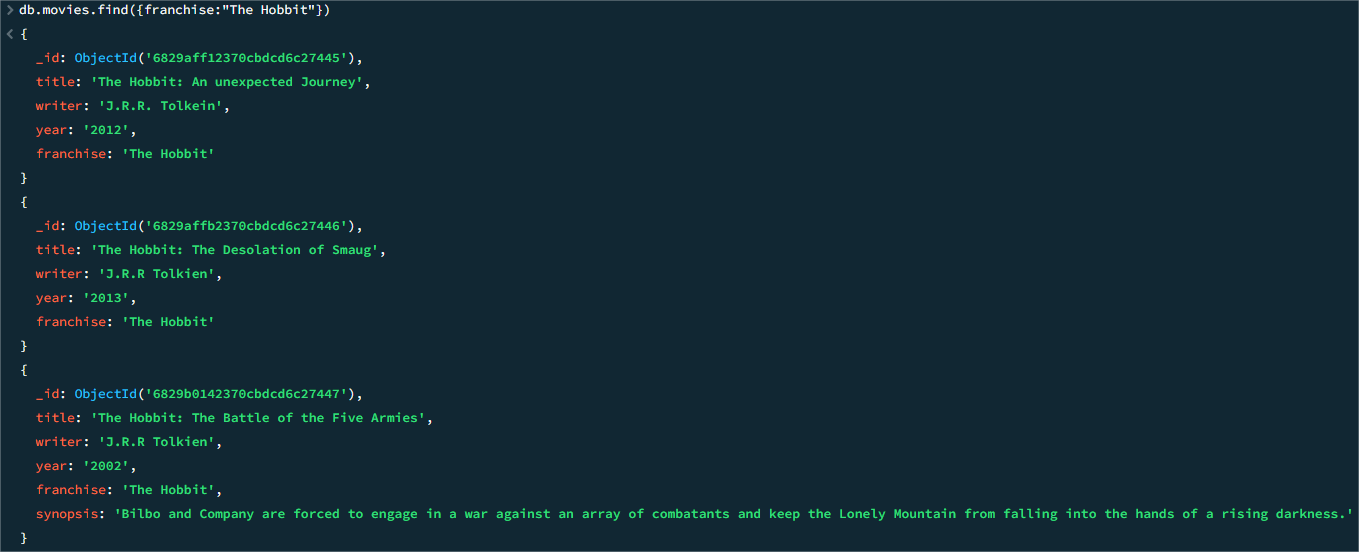 db.movies.find({franchise:"The Hobbit"})
{
_id: ObjectId('6829aff12370cbdcd6c27445'),
title: 'The Hobbit: An unexpected Journey',
writer: 'J.R.R. Tolkein',
year: '2012',
franchise: 'The Hobbit'
}
{
_id: ObjectId('6829affb2370cbdcd6c27446'),
title: 'The Hobbit: The Desolation of Smaug',
writer: 'J.R.R Tolkien',
year: '2013',
franchise: 'The Hobbit'
}
{
_id: ObjectId('6829b0142370cbdcd6c27447'),
title: 'The Hobbit: The Battle of the Five Armies',
writer: 'J.R.R Tolkien',
year: '2002',
franchise: 'The Hobbit',
synopsis: 'Bilbo and Company are forced to engage in a war against an array of combatants and keep the Lonely Mountain from falling into the hands of a rising darkness.'
}